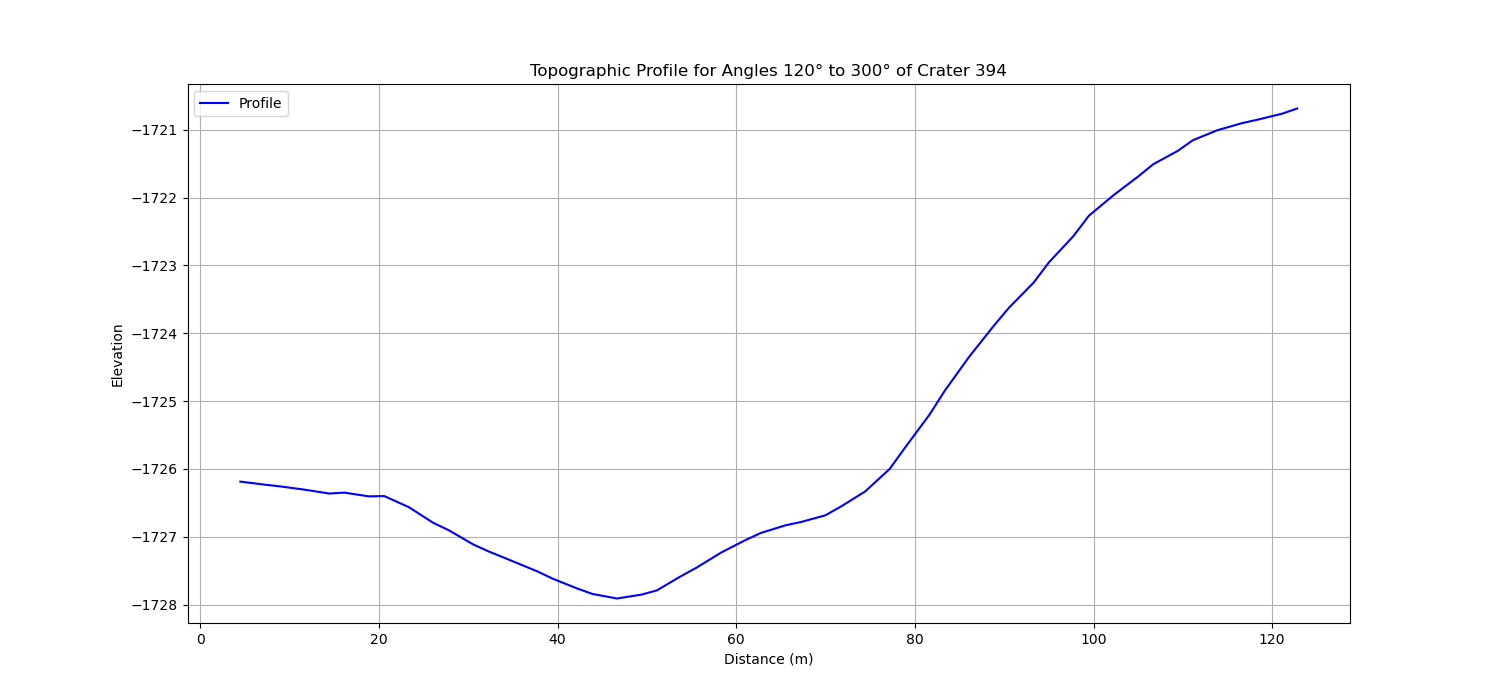 Topographic Profile for Angles 120° to 300° of Crater 394
Profile
−1721
−1722
−1723
−1724
−1725
−1726
−1727
−1728
Elevation
0 20 40 60 80 100 120
Distance (m)